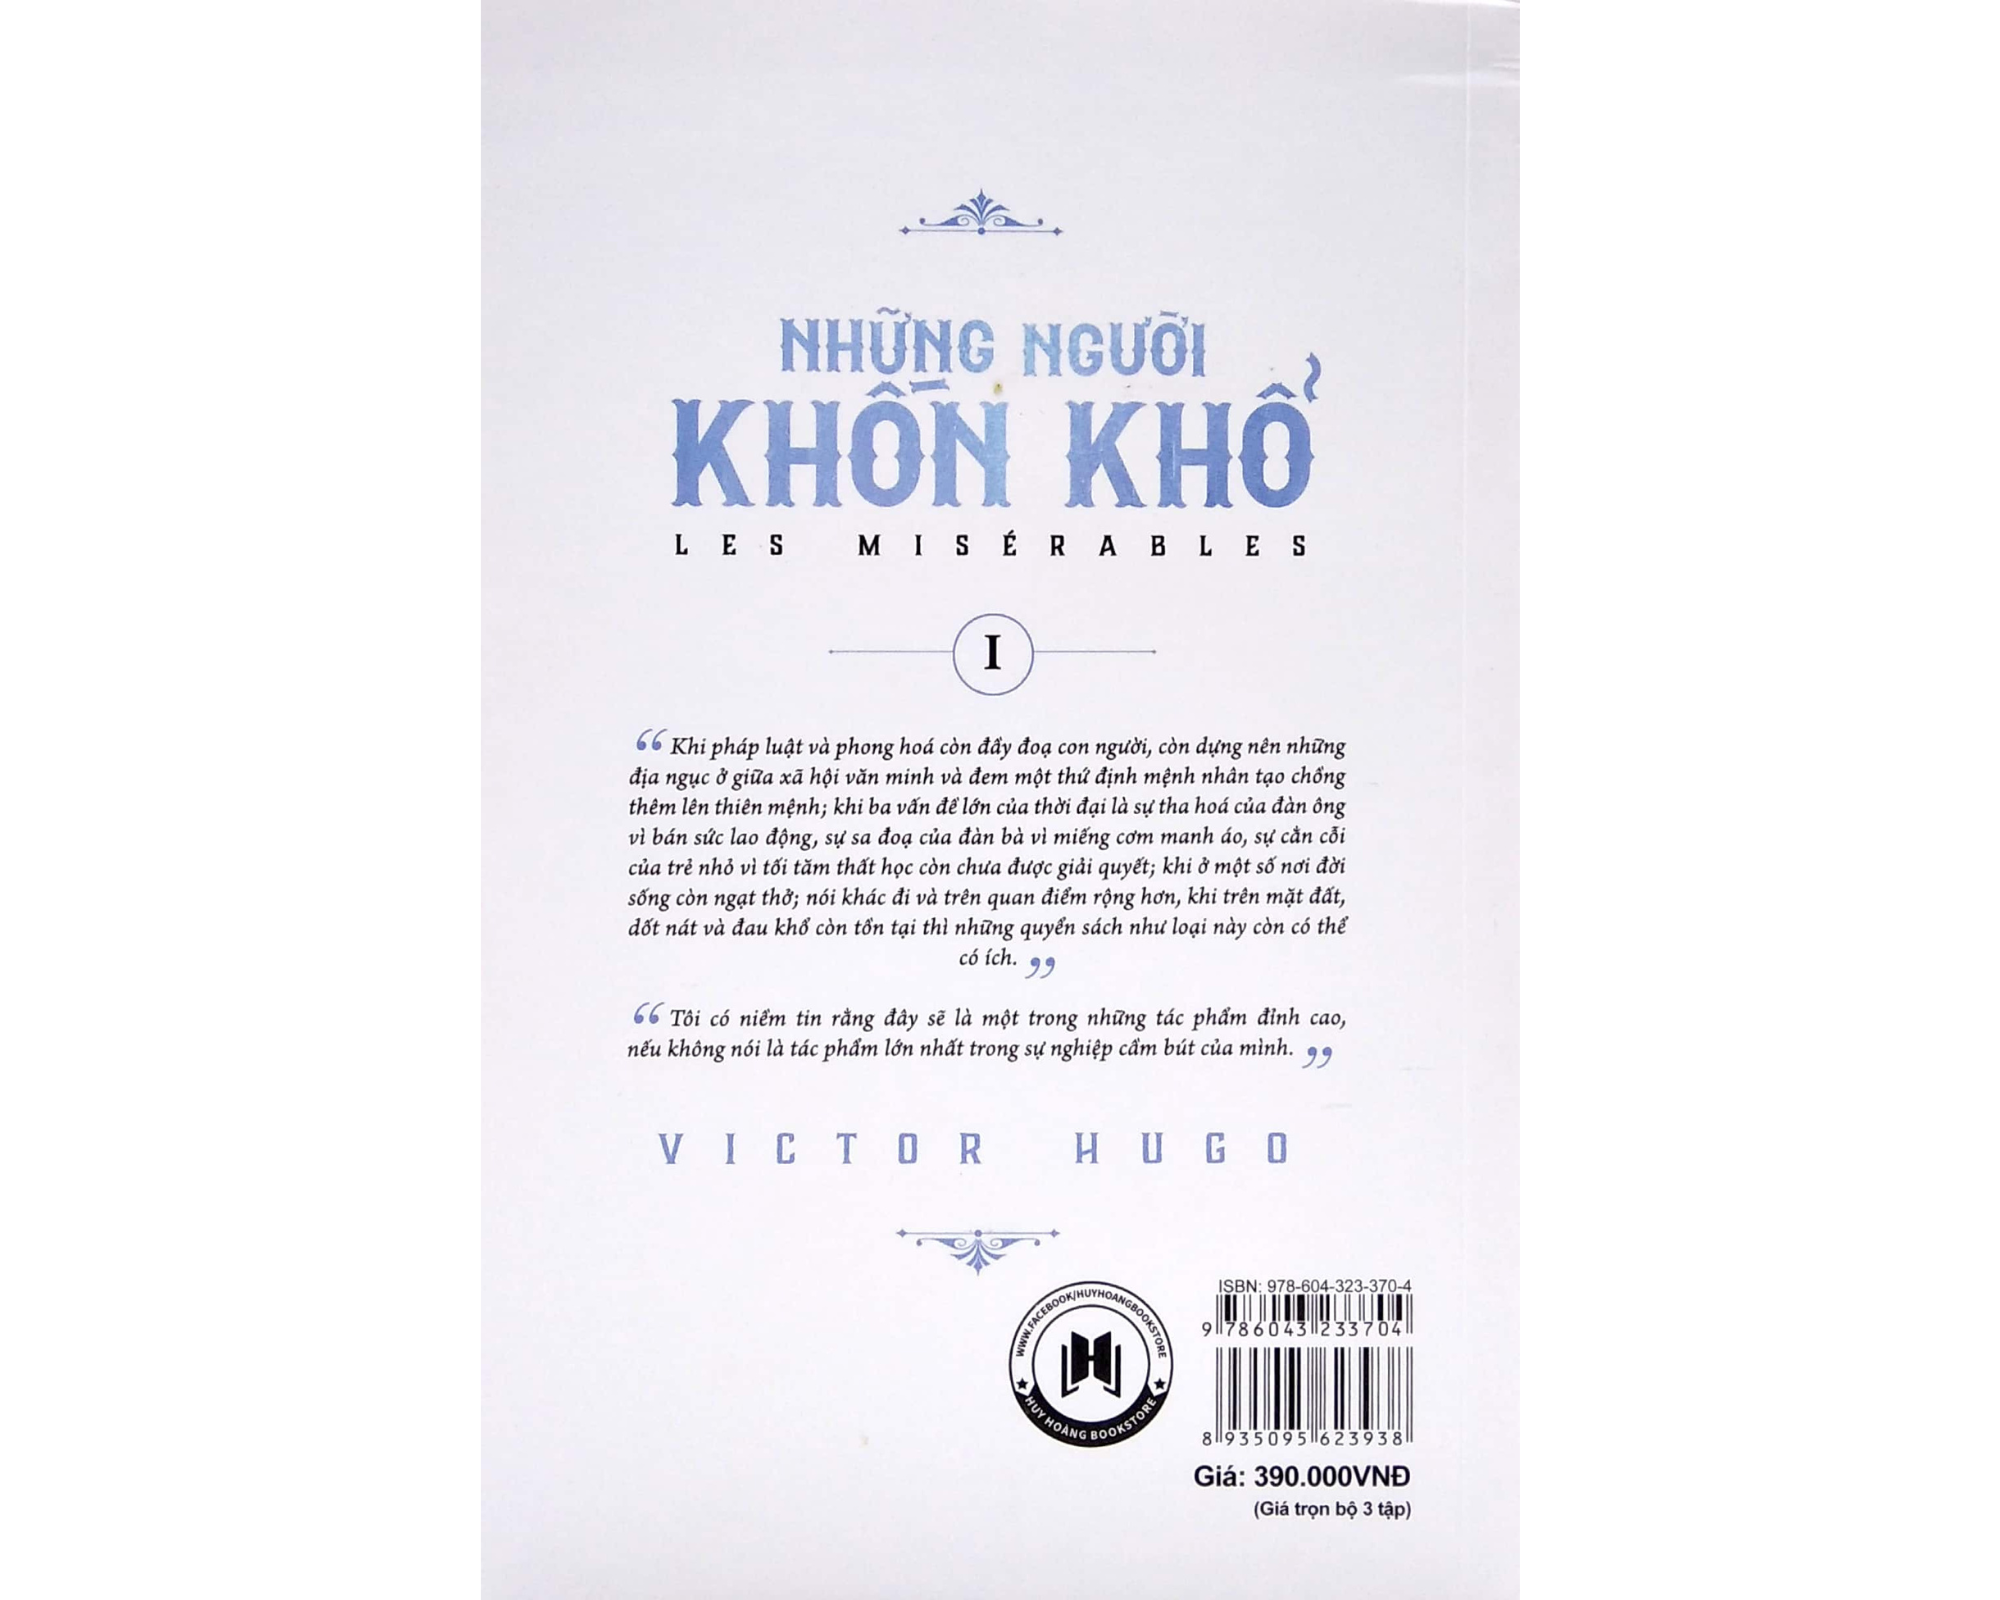 NHỮNG NGƯỜI
KHỐN KHỔ
LES MISÉRABLES
I
“Khi pháp luật và phong hoá còn đầy đoạ con người, còn dựng nên những
địa ngục ở giữa xã hội văn minh và đem một thứ định mệnh nhân tạo chồng
thêm lên thiên mệnh; khi ba vấn đề lớn của thời đại là sự tha hoá của đàn ông
vì bán sức lao động, sự sa đoạ của đàn bà vì miếng cơm manh áo, sự cằn cỗi
của trẻ nhỏ vì tối tăm thất học còn chưa được giải quyết; khi ở một số nơi đời
sống còn ngạt thở; nói khác đi và trên quan điểm rộng hơn, khi trên mặt đất,
dốt nát và đau khổ còn tồn tại thì những quyển sách như loại này còn có thể
có ích.”
“Tôi có niềm tin rằng đây sẽ là một trong những tác phẩm đỉnh cao,
nếu không nói là tác phẩm lớn nhất trong sự nghiệp cầm bút của mình.”
VICTOR HUGO
WWW.FACEBOOK/HUYHOANGBOOKSTORE
HUY HOÀNG BOOKSTORE
ISBN: 978-604-323-370-4
9 786043 233704
8 935095 623938
Giá: 390.000VNĐ
(Giá trọn bộ 3 tập)